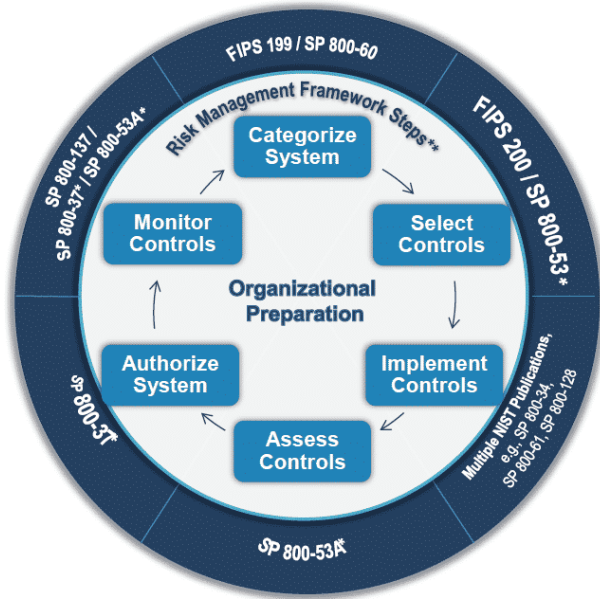 FIPS 199 / SP 800-60
Risk Management Framework Steps**
Categorize
System
FIPS 200 / SP 800-53*
Select
Controls
Multiple NIST Publications,
e.g., SP 800-34,
SP 800-61, SP 800-128
Implement
Controls
SP 800-53A*
Assess
Controls
SP 800-37*
Authorize
System
SP 800-137 /
SP 800-37* / SP 800-53A*
Monitor
Controls
Organizational
Preparation